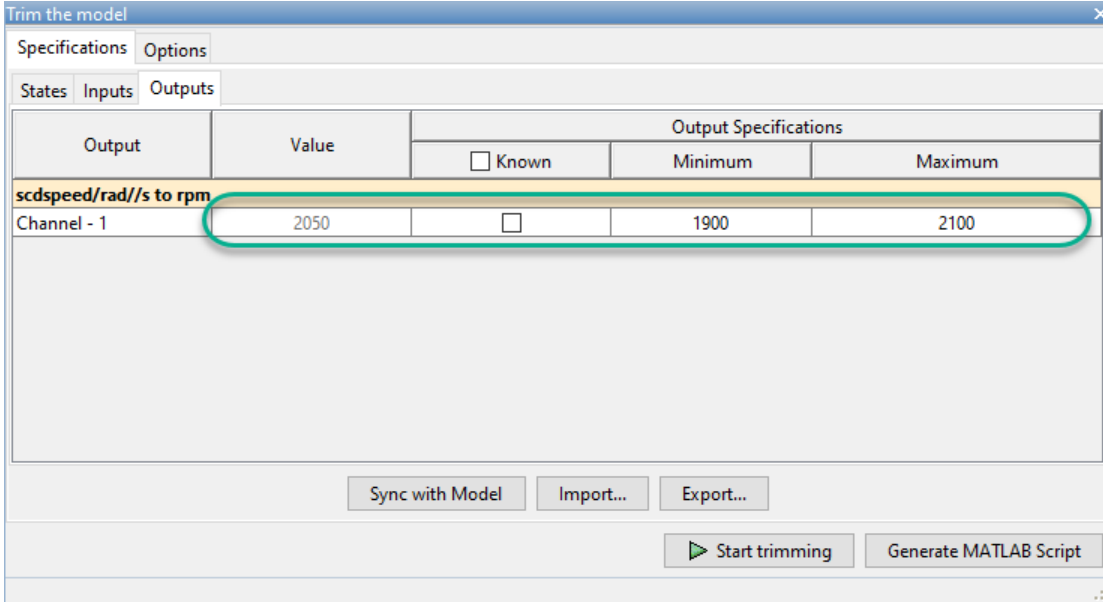 Trim the model
Specifications Options
States Inputs Outputs
Output Value Output Specifications
Known Minimum Maximum
scdspeed/rad//s to rpm
Channel - 1 2050 1900 2100
Sync with Model Import... Export...
Start trimming Generate MATLAB Script